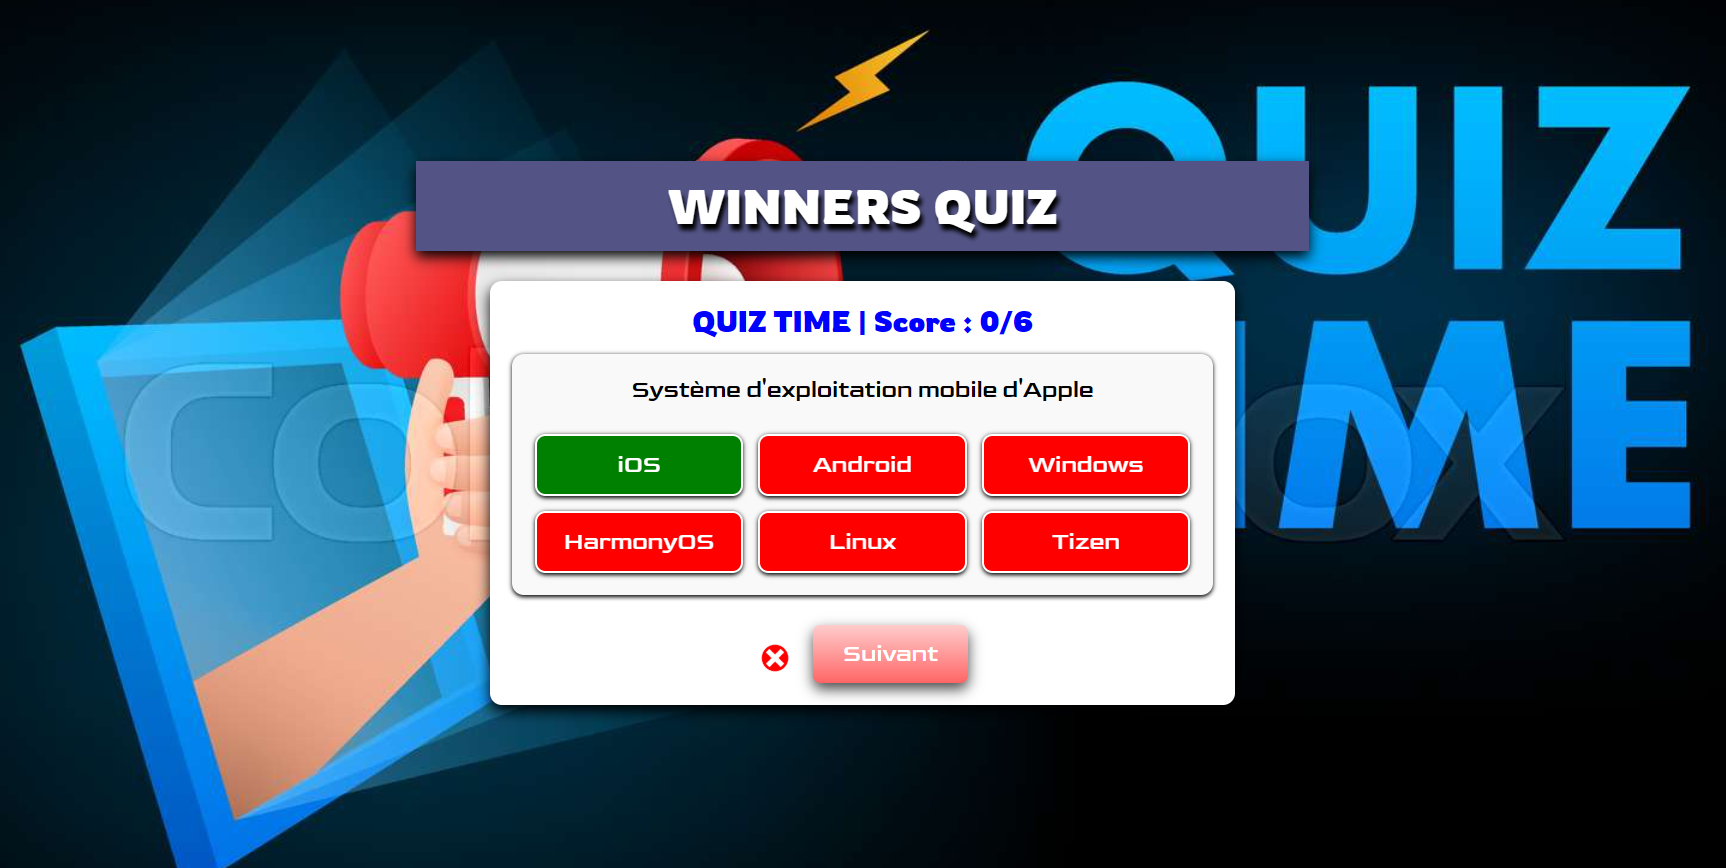 QUIZ
TIME
WINNERS QUIZ
QUIZ TIME | Score : 0/6
Système d'exploitation mobile d'Apple
iOS Android Windows
HarmonyOS Linux Tizen
Suivant